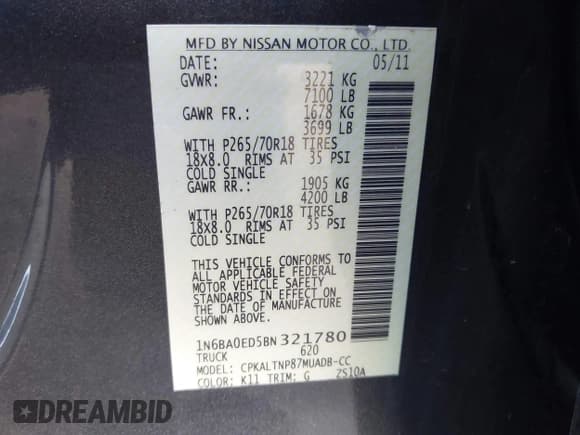 MFD BY NISSAN MOTOR CO., LTD.
DATE: 05/11
GVWR: 3221 KG
7100 LB
GAWR FR.: 1678 KG
3699 LB
WITH P265/70R18 TIRES
18X8.0 RIMS AT 35 PSI
COLD SINGLE
GAWR RR.: 1905 KG
4200 LB
WITH P265/70R18 TIRES
18X8.0 RIMS AT 35 PSI
COLD SINGLE
THIS VEHICLE CONFORMS TO
ALL APPLICABLE FEDERAL
MOTOR VEHICLE SAFETY
STANDARDS IN EFFECT ON
THE DATE OF MANUFACTURE
SHOWN ABOVE.
1N6BA0ED5BN321780
TRUCK 620
MODEL: CPKALTNP87MUADB-CC
COLOR: K11 TRIM: G ZS10A
DREAMBID